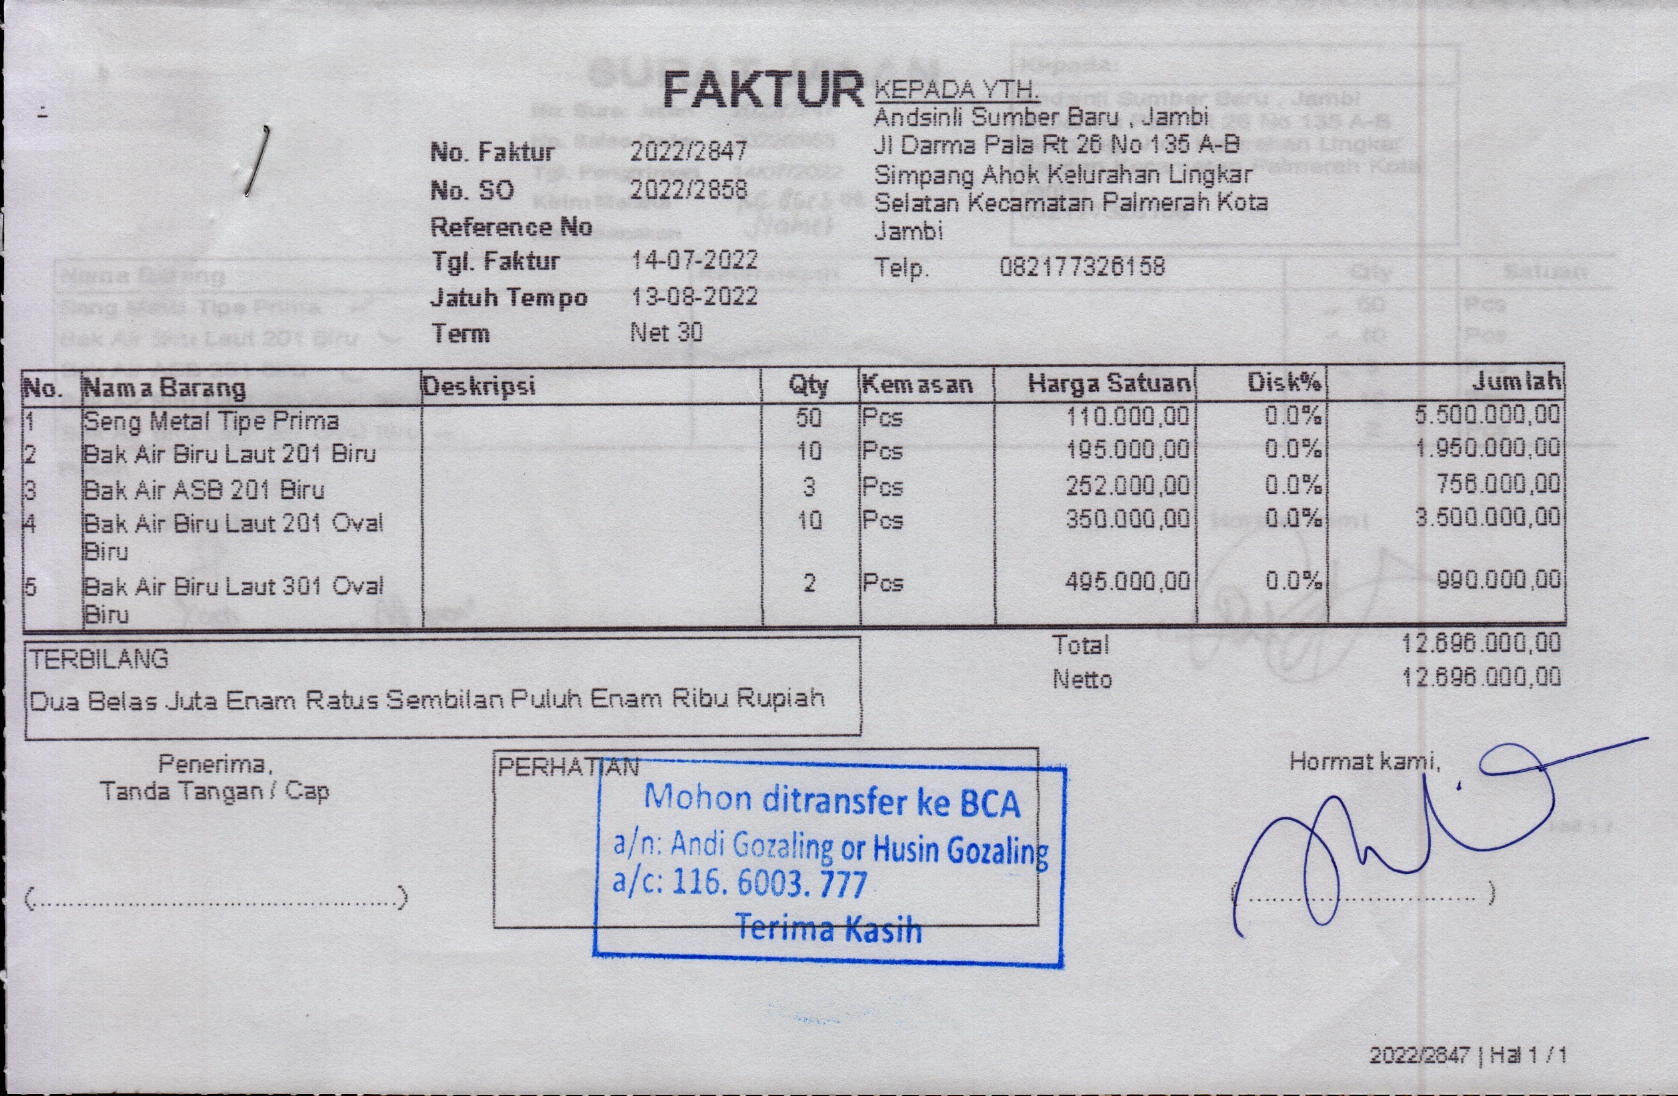 FAKTUR
No. Faktur 2022/2847
No. SO 2022/2858
Reference No
Tgl. Faktur 14-07-2022
Jatuh Tempo 13-08-2022
Term Net 30
KEPADA YTH.
Andsinli Sumber Baru , Jambi
Jl Darma Pala Rt 26 No 135 A-B
Simpang Ahok Kelurahan Lingkar
Selatan Kecamatan Palmerah Kota
Jambi
Telp. 082177326158
No. Nama Barang Deskripsi Qty Kemasan Harga Satuan Disk% Jumlah
1 Seng Metal Tipe Prima 50 Pcs 110.000,00 0.0% 5.500.000,00
2 Bak Air Biru Laut 201 Biru 10 Pcs 195.000,00 0.0% 1.950.000,00
3 Bak Air ASB 201 Biru 3 Pcs 252.000,00 0.0% 756.000,00
4 Bak Air Biru Laut 201 Oval 10 Pcs 350.000,00 0.0% 3.500.000,00
Biru
5 Bak Air Biru Laut 301 Oval 2 Pcs 495.000,00 0.0% 990.000,00
Biru
Total 12.696.000,00
Netto 12.696.000,00
TERBILANG
Dua Belas Juta Enam Ratus Sembilan Puluh Enam Ribu Rupiah
Penerima,
Tanda Tangan / Cap
(..............................................)
PERHATIAN
Mohon ditransfer ke BCA
a/n: Andi Gozaling or Husin Gozaling
a/c: 116. 6003. 777
Terima Kasih
Hormat kami,
(..............................)
2022/2847 | Hal 1 / 1